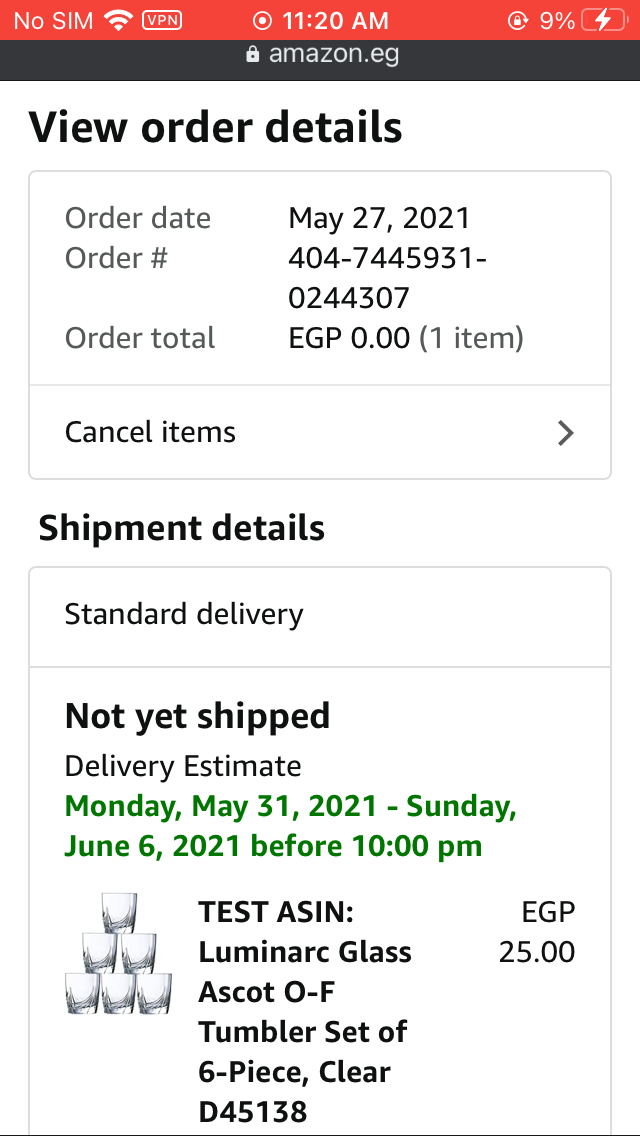 No SIM VPN 11:20 AM 9%
amazon.eg
View order details
Order date May 27, 2021
Order # 404-7445931-
0244307
Order total EGP 0.00 (1 item)
Cancel items
Shipment details
Standard delivery
Not yet shipped
Delivery Estimate
Monday, May 31, 2021 - Sunday,
June 6, 2021 before 10:00 pm
TEST ASIN: EGP
Luminarc Glass 25.00
Ascot O-F
Tumbler Set of
6-Piece, Clear
D45138